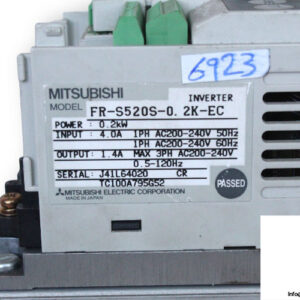 6923
MITSUBISHI
INVERTER
MODEL FR-S520S-0.2K-EC
POWER : 0.2kW
INPUT : 4.0A 1PH AC200-240V 50Hz
1PH AC200-240V 60Hz
OUTPUT : 1.4A MAX 3PH AC200-240V
0.5-120Hz
SERIAL: J41L64020 CR
TC100A795G52
PASSED
MITSUBISHI ELECTRIC CORPORATION
MADE IN JAPAN